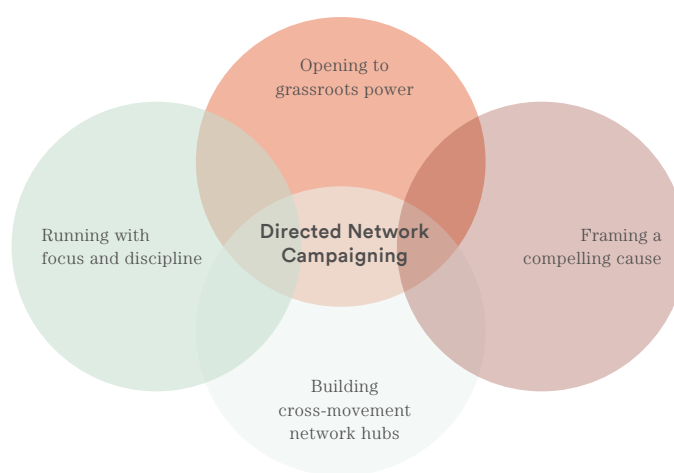 Opening to
grassroots power
Running with
focus and discipline
Directed Network
Campaigning
Framing a
compelling cause
Building
cross-movement
network hubs